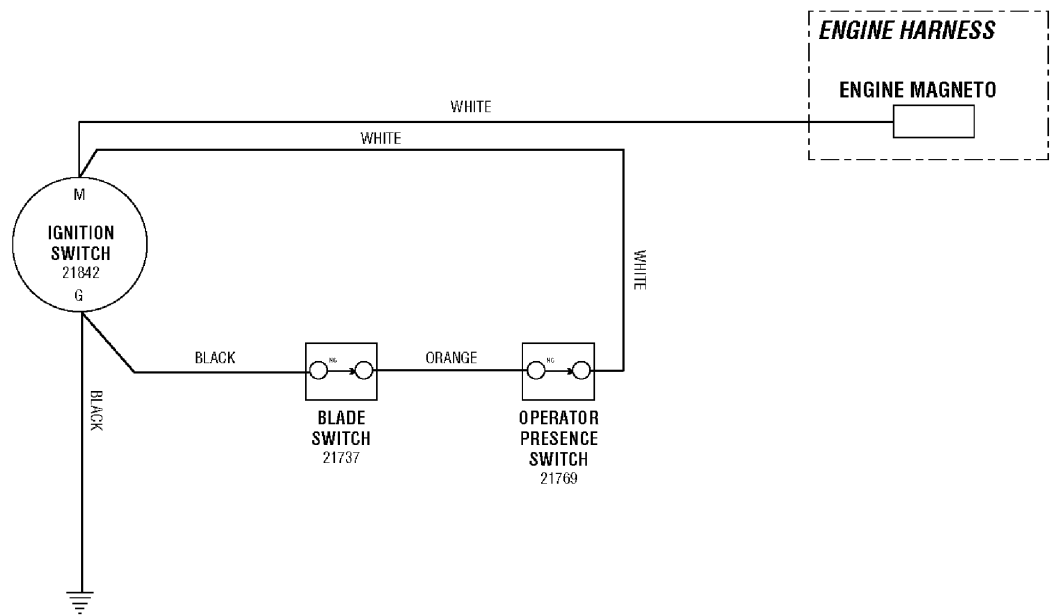 ENGINE HARNESS
ENGINE MAGNETO
WHITE
WHITE
M
IGNITION
SWITCH
21842
G
WHITE
BLACK
ORANGE
BLACK
BLADE
SWITCH
21737
OPERATOR
PRESENCE
SWITCH
21769